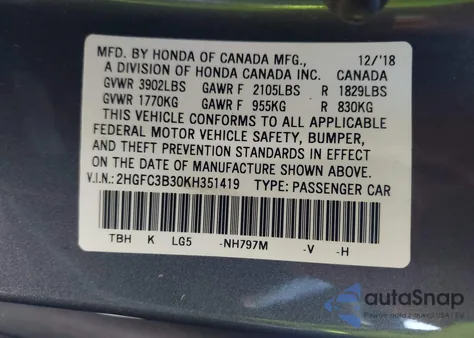 MFD. BY HONDA OF CANADA MFG., 12/'18
A DIVISION OF HONDA CANADA INC. CANADA
GVWR 3902LBS GAWR F 2105LBS R 1829LBS
GVWR 1770KG GAWR F 955KG R 830KG
THIS VEHICLE CONFORMS TO ALL APPLICABLE
FEDERAL MOTOR VEHICLE SAFETY, BUMPER,
AND THEFT PREVENTION STANDARDS IN EFFECT
ON THE DATE OF MANUFACTURE SHOWN ABOVE.
V.I.N.: 2HGFC3B30KH351419 TYPE: PASSENGER CAR
TBH K LG5 -NH797M -V -H
autaSnap